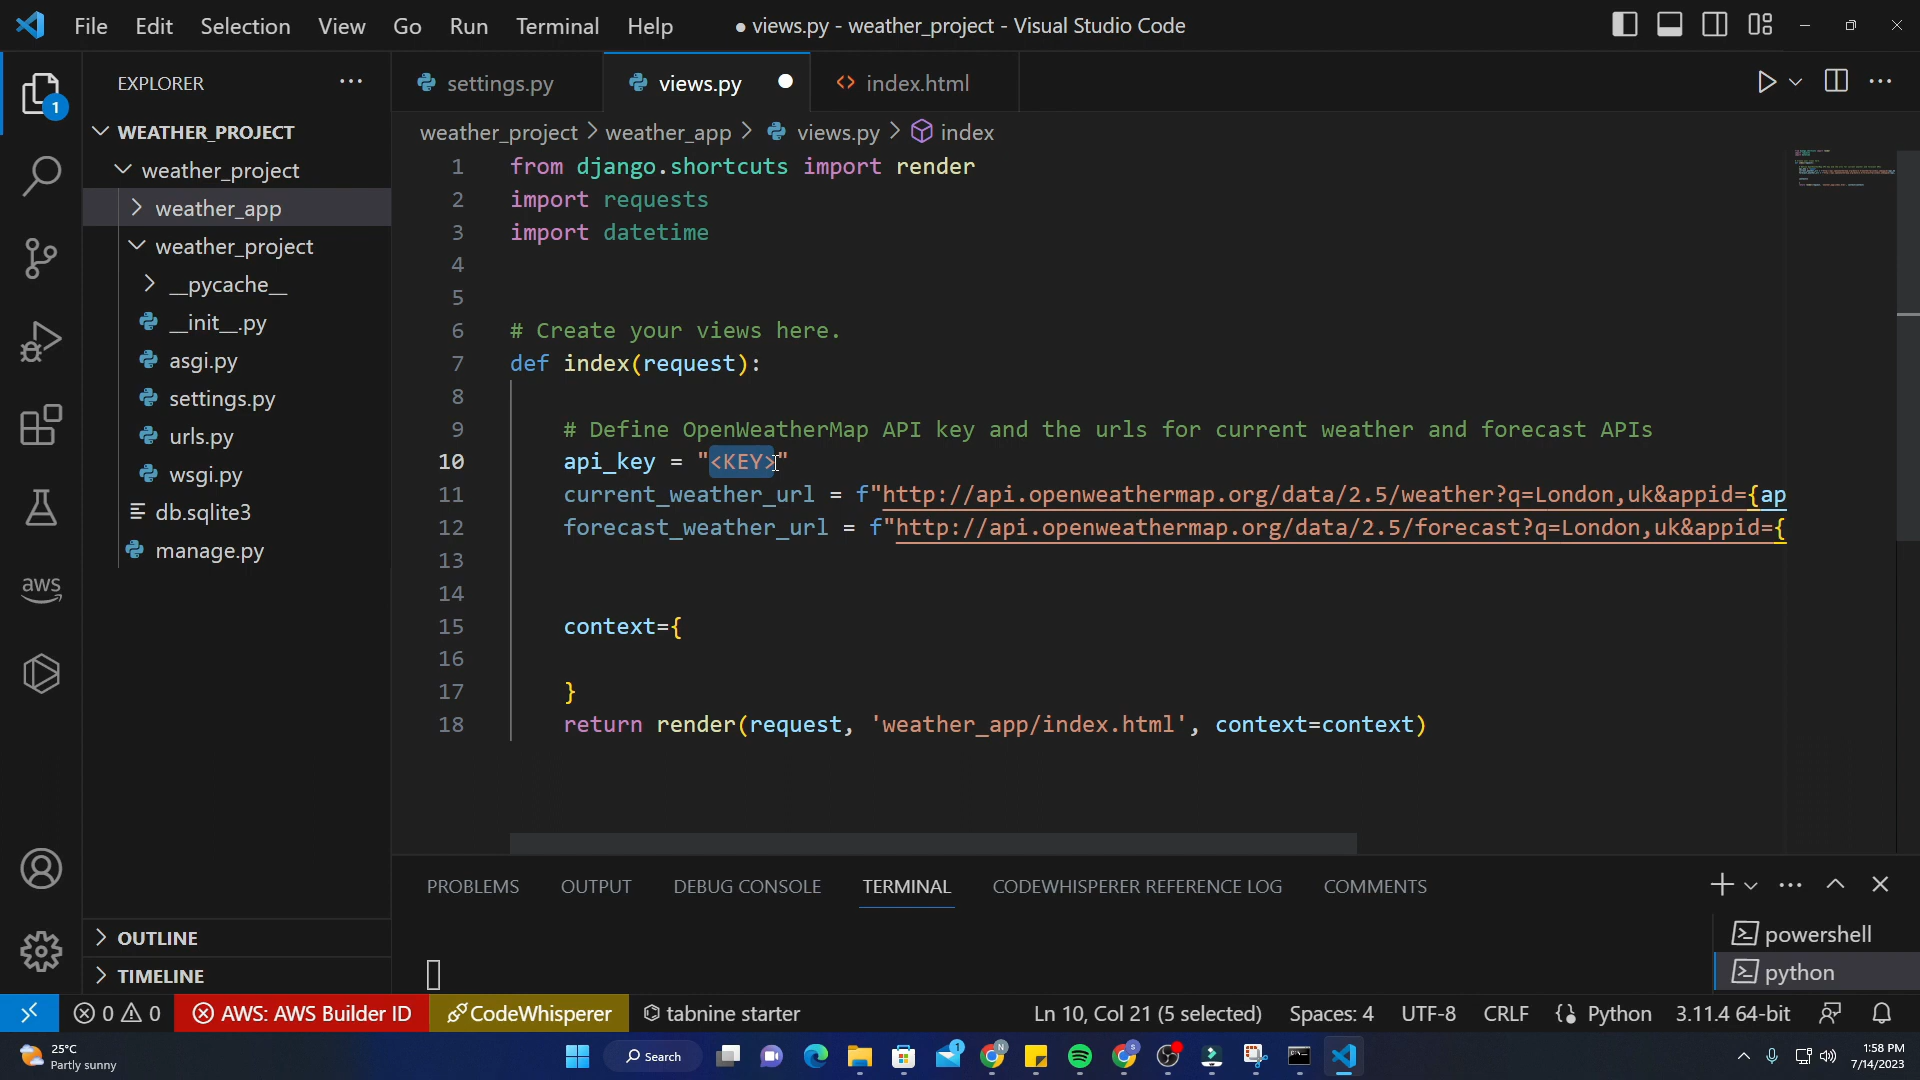 File Edit Selection View Go Run Terminal Help
● views.py - weather_project - Visual Studio Code
EXPLORER
settings.py
views.py
index.html
1
WEATHER_PROJECT
weather_project
weather_app
weather_project
__pycache__
__init__.py
asgi.py
settings.py
urls.py
wsgi.py
db.sqlite3
manage.py
aws
OUTLINE
TIMELINE
weather_project > weather_app > views.py > index
1 from django.shortcuts import render
2 import requests
3 import datetime
4
5
6 # Create your views here.
7 def index(request):
8
9 # Define OpenWeatherMap API key and the urls for current weather and forecast APIs
10 api_key = "<KEY>"
11 current_weather_url = f"http://api.openweathermap.org/data/2.5/weather?q=London,uk&appid={ap
12 forecast_weather_url = f"http://api.openweathermap.org/data/2.5/forecast?q=London,uk&appid={
13
14
15 context={
16
17 }
18 return render(request, 'weather_app/index.html', context=context)
PROBLEMS OUTPUT DEBUG CONSOLE TERMINAL CODEWHISPERER REFERENCE LOG COMMENTS
powershell
python
0 0 AWS: AWS Builder ID CodeWhisperer tabnine starter Ln 10, Col 21 (5 selected) Spaces: 4 UTF-8 CRLF Python 3.11.4 64-bit
25°C
Partly sunny
Search
1
N
S
1:58 PM
7/14/2023